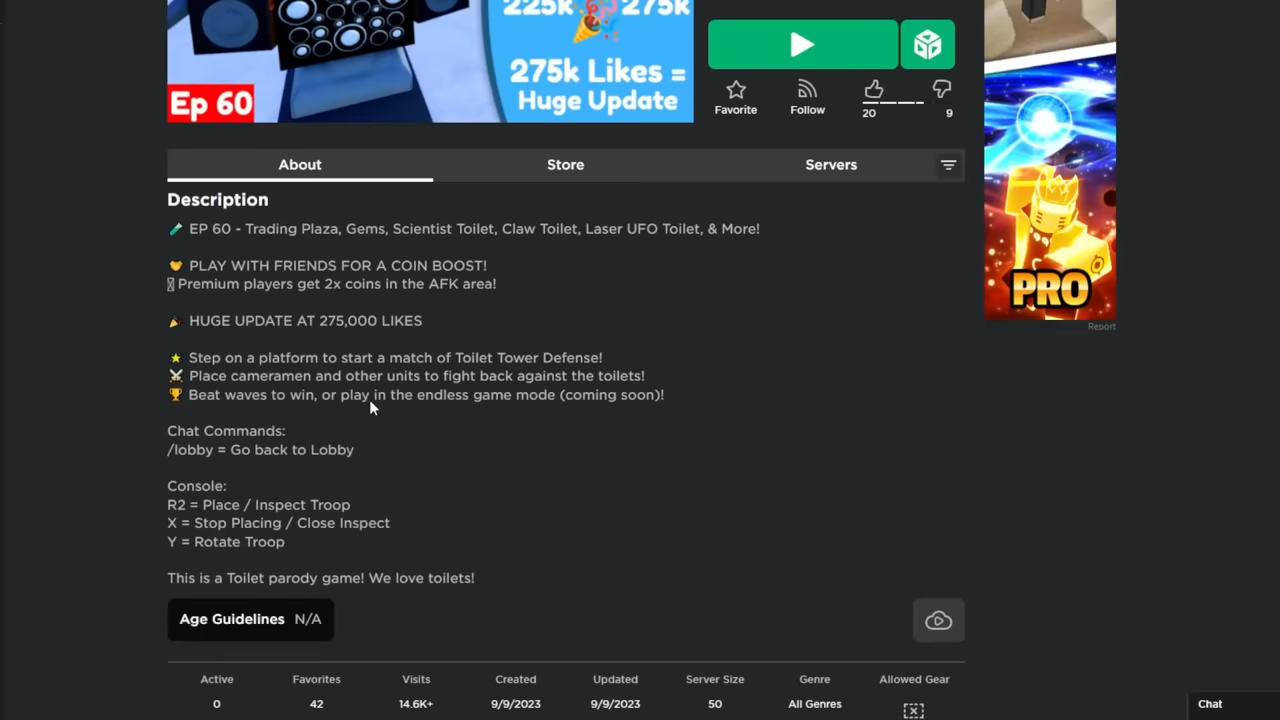 225k 275k
275k Likes =
Huge Update
Ep 60
Favorite
Follow
20
9
PRO
Report
About
Store
Servers
Description
EP 60 - Trading Plaza, Gems, Scientist Toilet, Claw Toilet, Laser UFO Toilet, & More!
PLAY WITH FRIENDS FOR A COIN BOOST!
Premium players get 2x coins in the AFK area!
HUGE UPDATE AT 275,000 LIKES
Step on a platform to start a match of Toilet Tower Defense!
Place cameramen and other units to fight back against the toilets!
Beat waves to win, or play in the endless game mode (coming soon)!
Chat Commands:
/lobby = Go back to Lobby
Console:
R2 = Place / Inspect Troop
X = Stop Placing / Close Inspect
Y = Rotate Troop
This is a Toilet parody game! We love toilets!
Age Guidelines N/A
Active Favorites Visits Created Updated Server Size Genre Allowed Gear
0 42 14.6K+ 9/9/2023 9/9/2023 50 All Genres
Chat